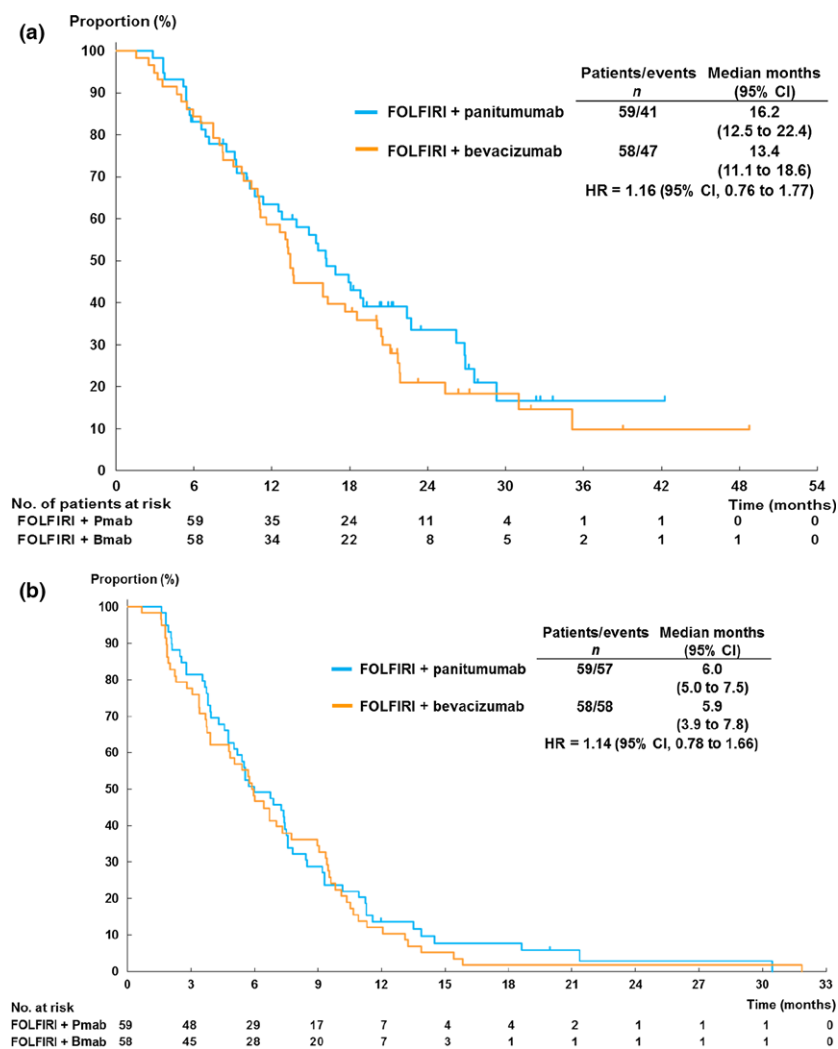 (a)
Proportion (%)
100
90
80
70
60
50
40
30
20
10
0
0 6 12 18 24 30 36 42 48 54
Time (months)
Patients/events Median months
n (95% CI)
FOLFIRI + panitumumab 59/41 16.2
(12.5 to 22.4)
FOLFIRI + bevacizumab 58/47 13.4
(11.1 to 18.6)
HR = 1.16 (95% CI, 0.76 to 1.77)
No. of patients at risk
FOLFIRI + Pmab 59 35 24 11 4 1 1 0 0
FOLFIRI + Bmab 58 34 22 8 5 2 1 1 0
(b)
Proportion (%)
100
90
80
70
60
50
40
30
20
10
0
0 3 6 9 12 15 18 21 24 27 30 33
Time (months)
Patients/events Median months
n (95% CI)
FOLFIRI + panitumumab 59/57 6.0
(5.0 to 7.5)
FOLFIRI + bevacizumab 58/58 5.9
(3.9 to 7.8)
HR = 1.14 (95% CI, 0.78 to 1.66)
No. at risk
FOLFIRI + Pmab 59 48 29 17 7 4 4 2 1 1 1 0
FOLFIRI + Bmab 58 45 28 20 7 3 1 1 1 1 1 0